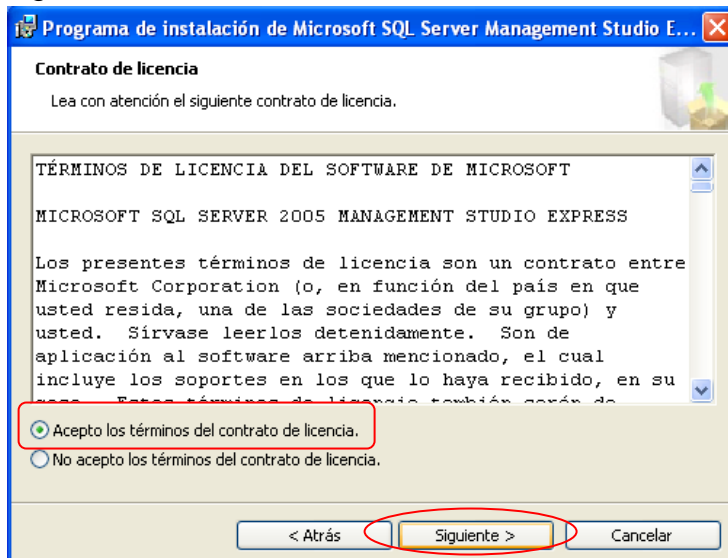 Programa de instalación de Microsoft SQL Server Management Studio E...
Contrato de licencia
Lea con atención el siguiente contrato de licencia.
TÉRMINOS DE LICENCIA DEL SOFTWARE DE MICROSOFT
MICROSOFT SQL SERVER 2005 MANAGEMENT STUDIO EXPRESS
Los presentes términos de licencia son un contrato entre
Microsoft Corporation (o, en función del país en que
usted resida, una de las sociedades de su grupo) y
usted.  Sírvase leerlos detenidamente.  Son de
aplicación al software arriba mencionado, el cual
incluye los soportes en los que lo haya recibido, en su
Acepto los términos del contrato de licencia.
No acepto los términos del contrato de licencia.
< Atrás
Siguiente >
Cancelar